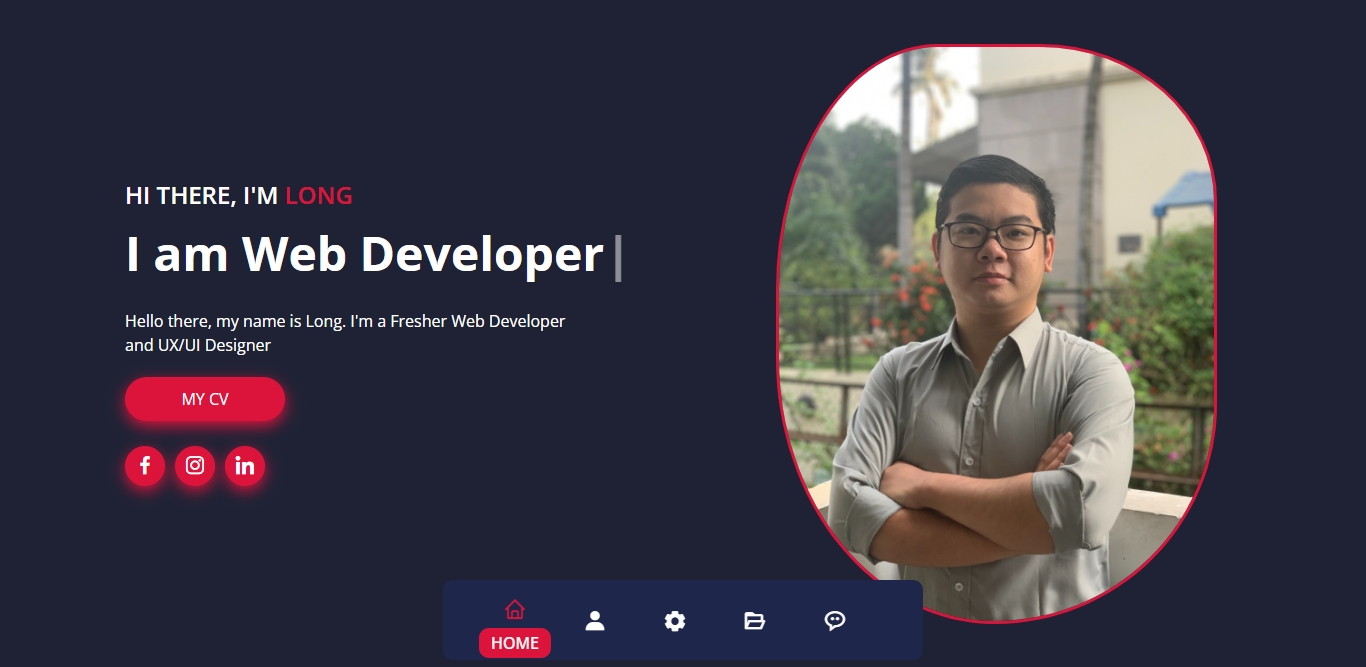 HI THERE, I'M LONG
I am Web Developer|
Hello there, my name is Long. I'm a Fresher Web Developer
and UX/UI Designer
MY CV
HOME